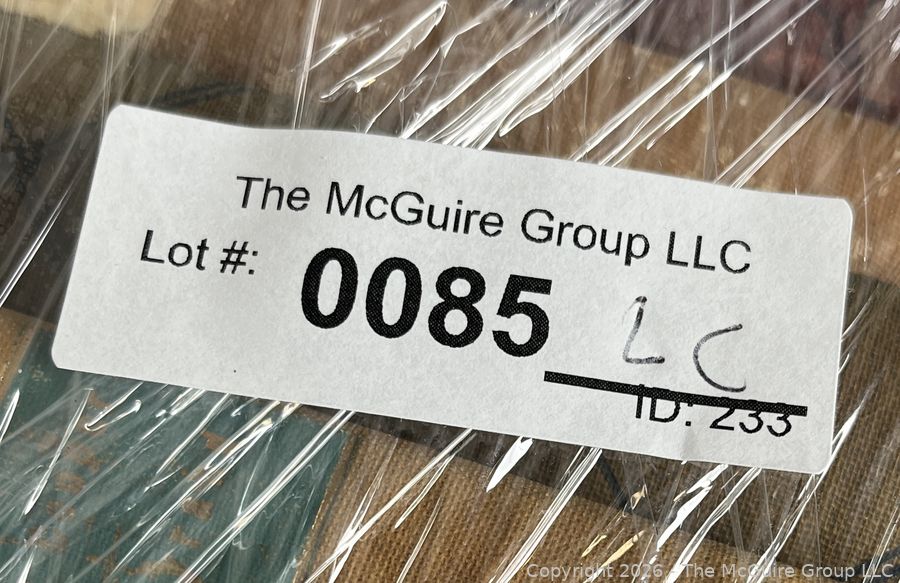 The McGuire Group LLC
Lot #: 0085 LC
ID: 233
Copyright 2026 - The McGuire Group LLC